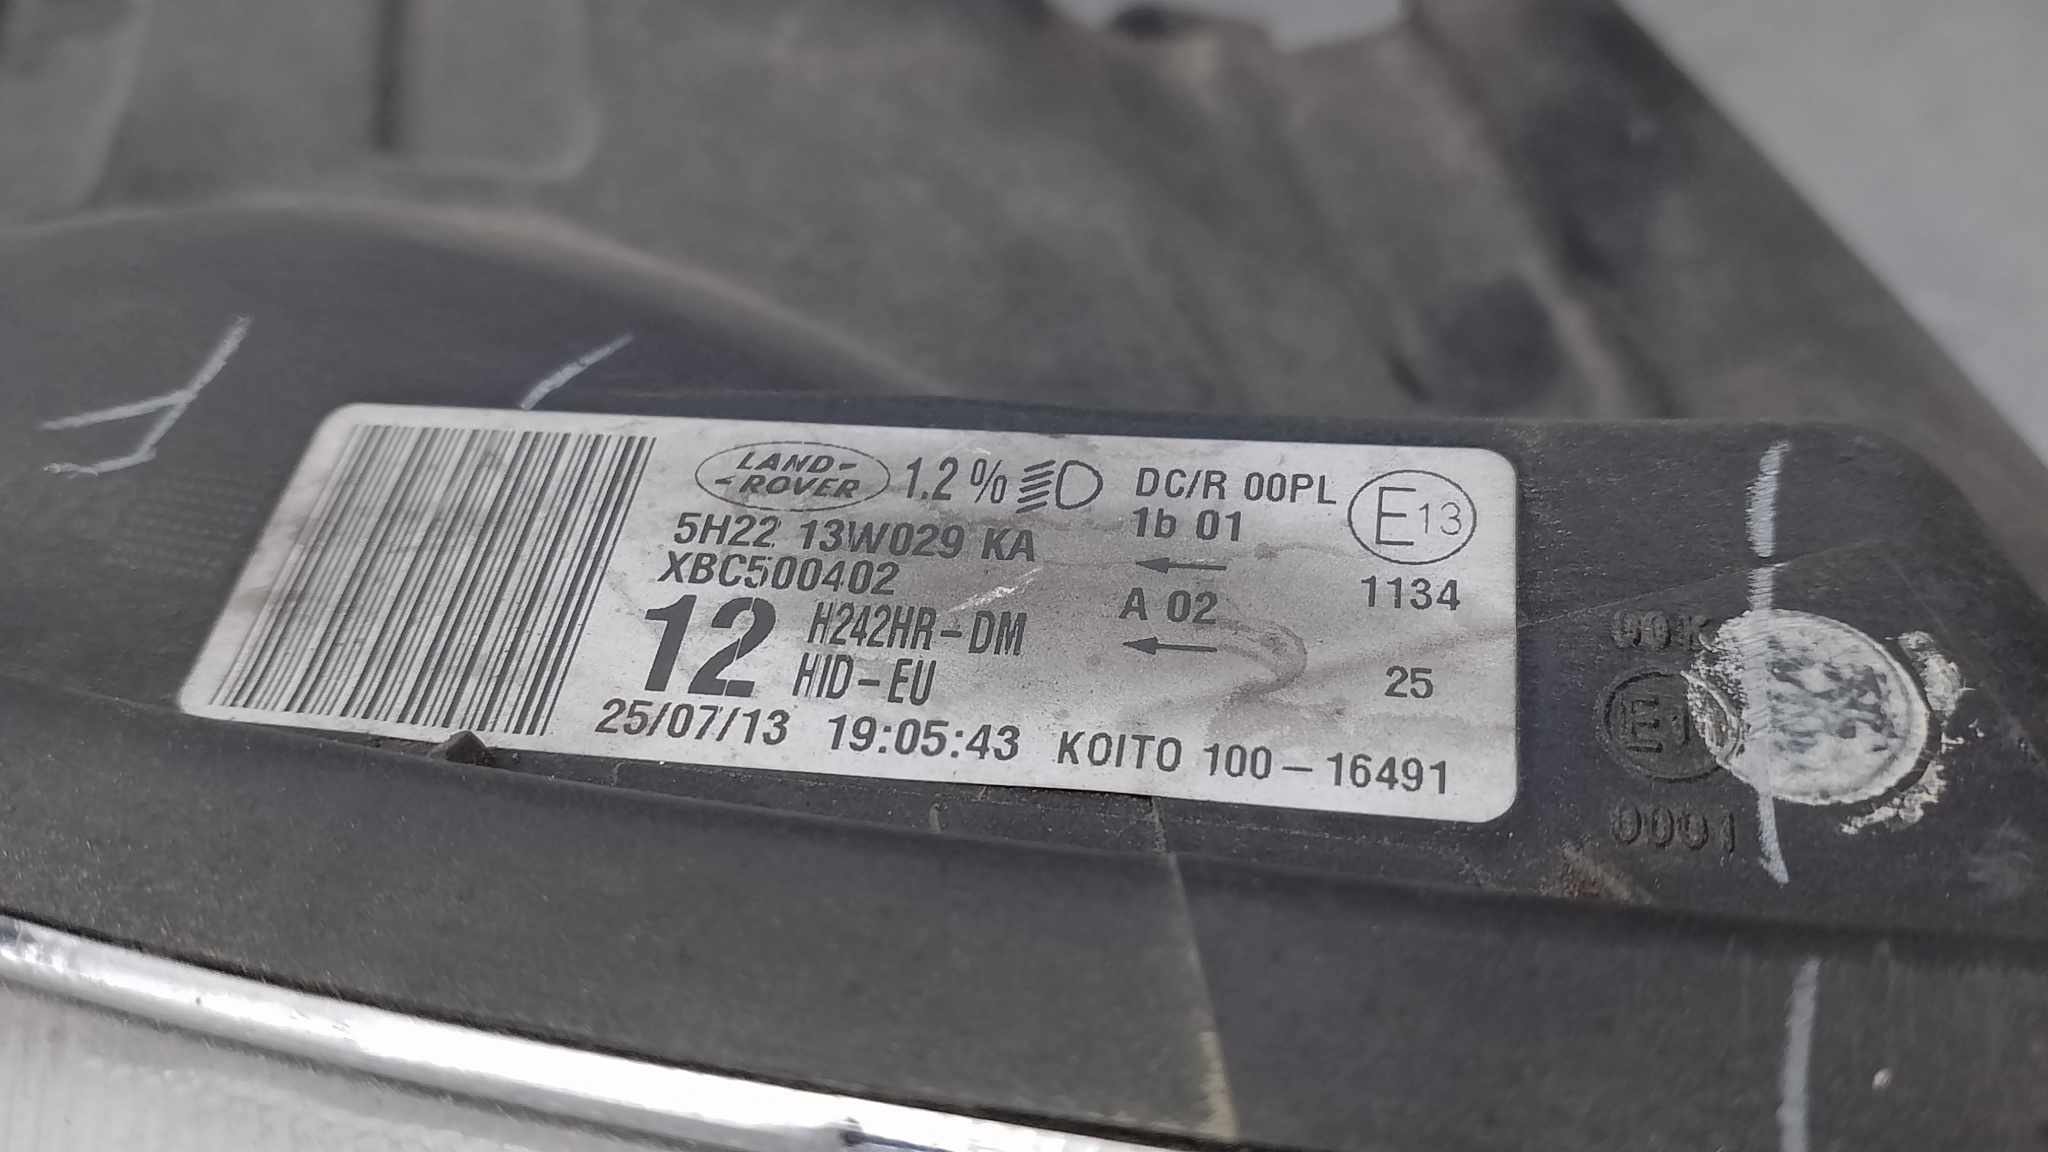 LAND-
ROVER
1.2%
5H22 13W029 KA
XBC500402
12
H242HR-DM
HID-EU
25/07/13 19:05:43 KOITO 100-16491
DC/R 00PL
1b 01
A 02
E13
1134
25
0001